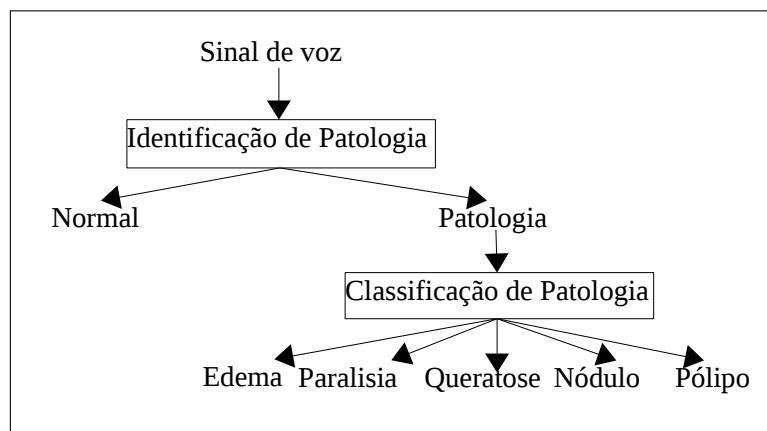 Sinal de voz
Identificação de Patologia
Normal Patologia
Classificação de Patologia
Edema Paralisia Queratose Nódulo Pólipo